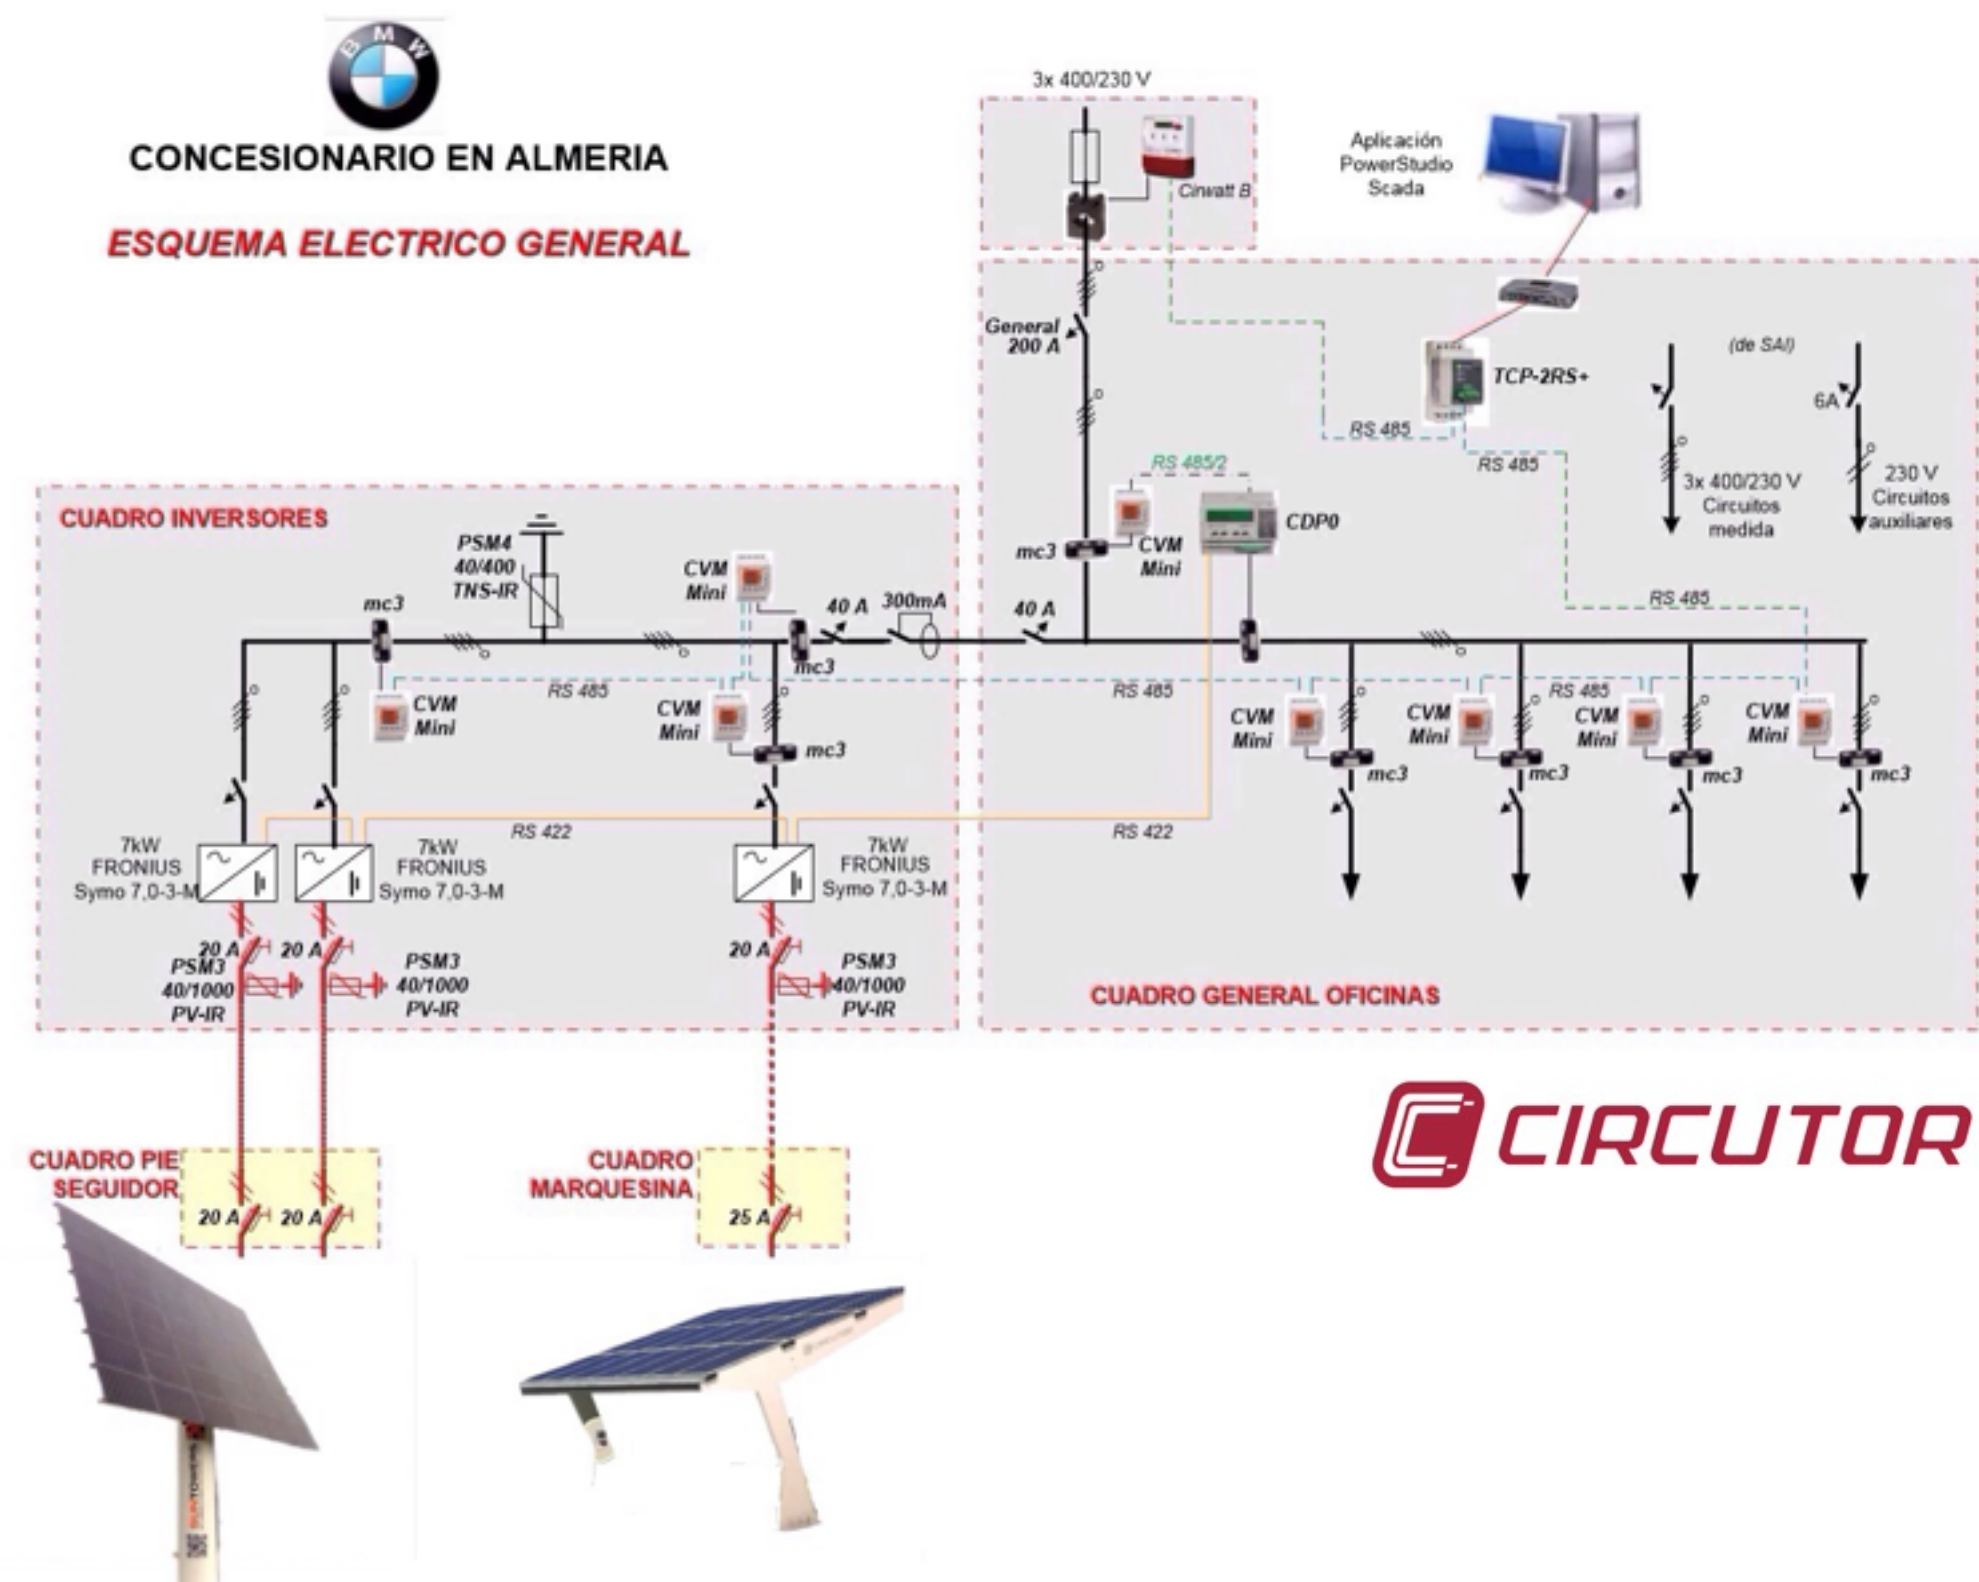 BMW
CONCESIONARIO EN ALMERIA
ESQUEMA ELECTRICO GENERAL
3x 400/230 V
Cirwatt B
Aplicación
PowerStudio
Scada
General
200 A
TCP-2RS+
(de SAI)
6A
RS 485
RS 485
3x 400/230 V
Circuitos
medida
230 V
Circuitos
auxiliares
RS 485/2
CDP0
mc3
CVM
Mini
RS 485
CUADRO INVERSORES
PSM4
40/400
TNS-IR
CVM
Mini
mc3
40 A
300mA
40 A
mc3
RS 485
CVM
Mini
CVM
Mini
mc3
RS 485
RS 485
CVM
Mini
mc3
CVM
Mini
mc3
CVM
Mini
mc3
CVM
Mini
mc3
RS 422
RS 422
7kW
FRONIUS
Symo 7,0-3-M
7kW
FRONIUS
Symo 7,0-3-M
7kW
FRONIUS
Symo 7,0-3-M
20 A
PSM3
40/1000
PV-IR
20 A
PSM3
40/1000
PV-IR
20 A
PSM3
40/1000
PV-IR
CUADRO GENERAL OFICINAS
CIRCUTOR
CUADRO PIE
SEGUIDOR
20 A
20 A
CUADRO
MARQUESINA
25 A
SUNTOWERS